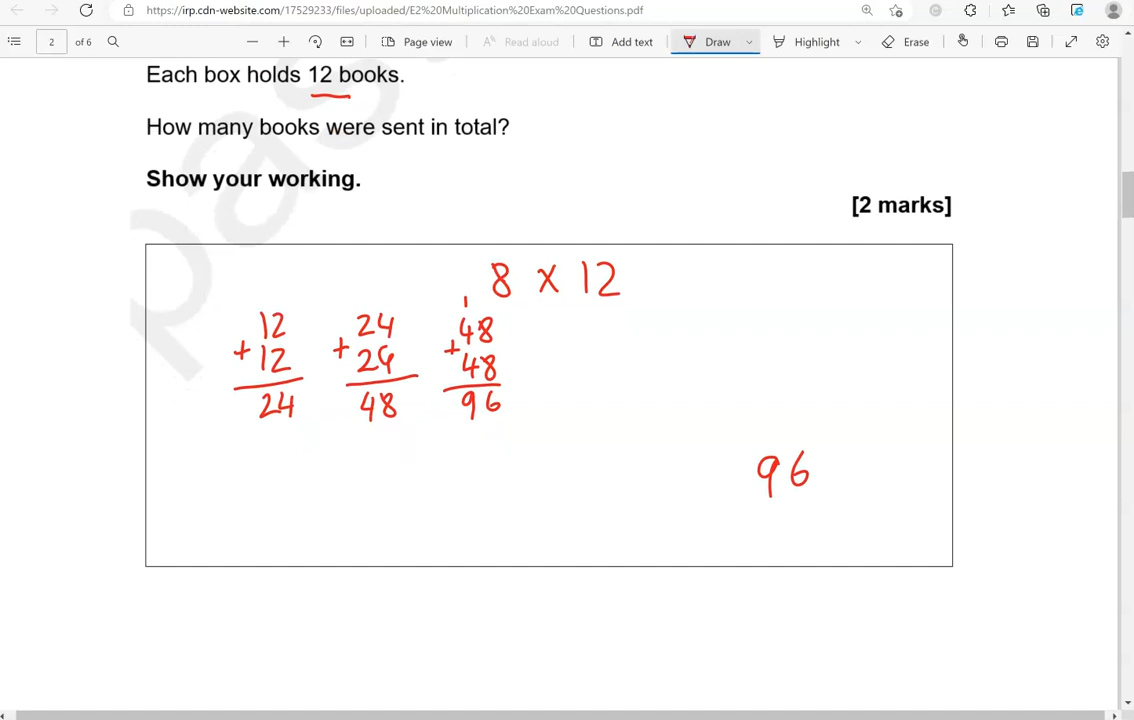 https://irp.cdn-website.com/17529233/files/uploaded/E2%20Multiplication%20Exam%20Questions.pdf
2 of 6 Page view Read aloud Add text Draw Highlight Erase
Each box holds 12 books.
How many books were sent in total?
Show your working.
[2 marks]
8 x 12
1
12 24 48
+ 12 + 24 + 48
24 48 96
96
pas